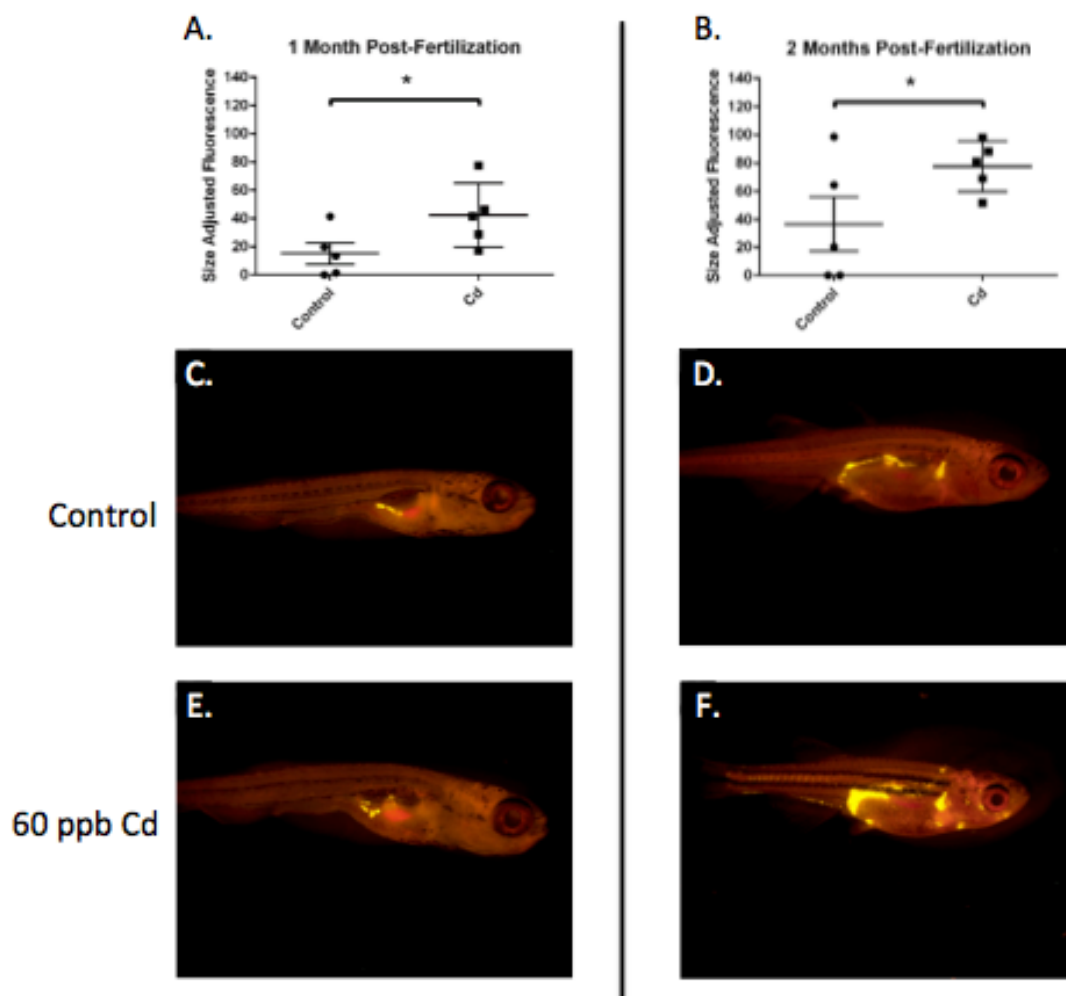 A.
1 Month Post-Fertilization
*
Size Adjusted Fluorescence
140
120
100
80
60
40
20
0
Control
Cd
B.
2 Months Post-Fertilization
*
Size Adjusted Fluorescence
140
120
100
80
60
40
20
0
Control
Cd
Control
C.
D.
60 ppb Cd
E.
F.